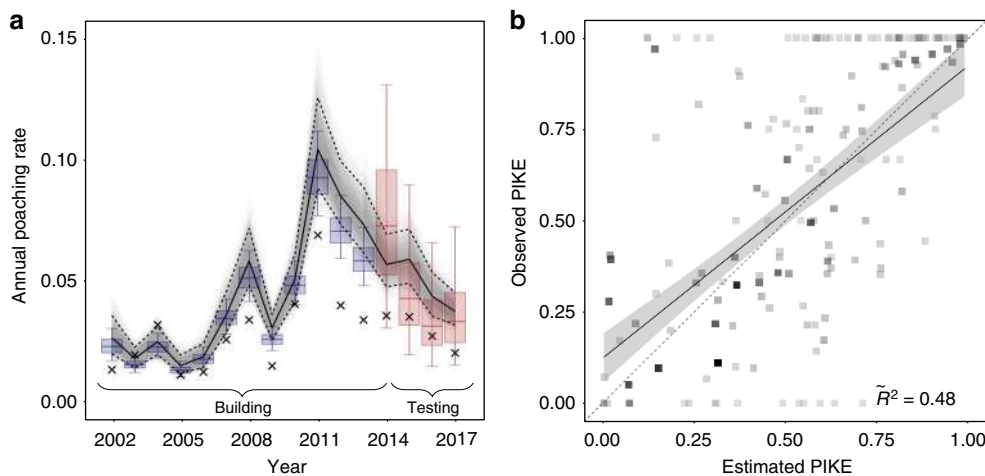 a
0.15
0.10
0.05
0.00
Annual poaching rate
Building
Testing
2002 2005 2008 2011 2014 2017
Year
b
1.00
0.75
0.50
0.25
0.00
Observed PIKE
R̃² = 0.48
0.00 0.25 0.50 0.75 1.00
Estimated PIKE